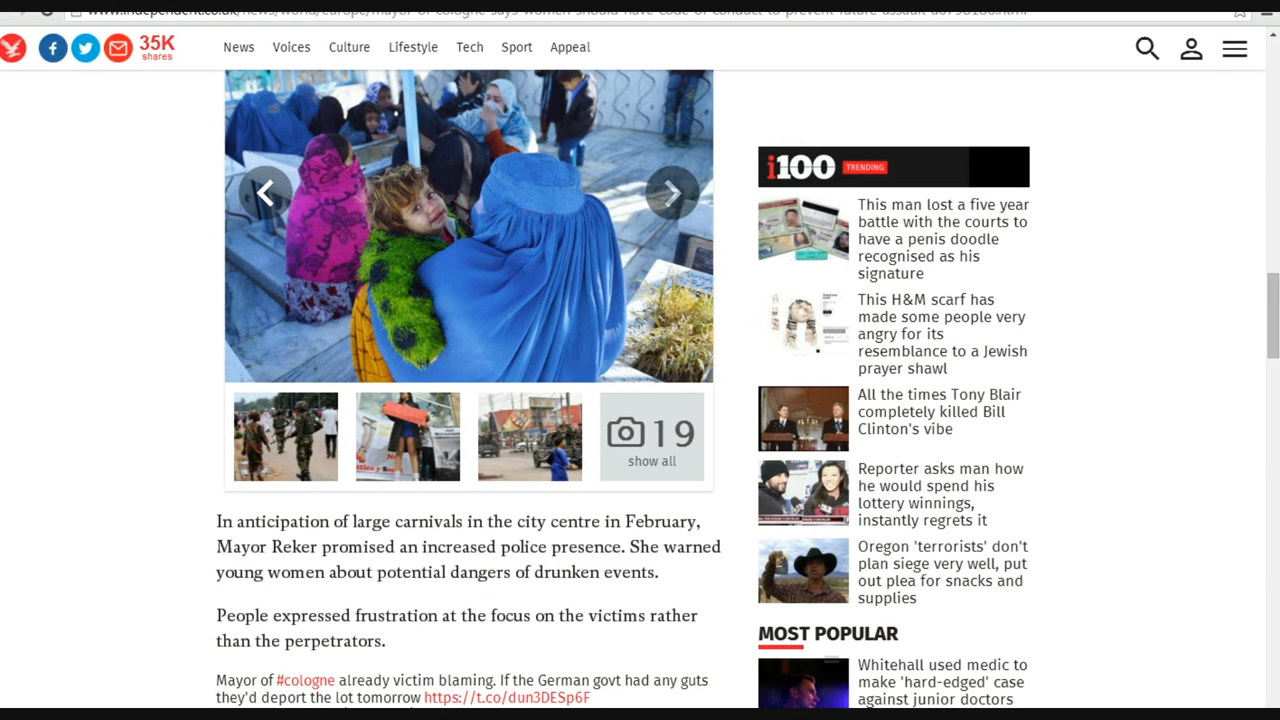 35K
shares
News Voices Culture Lifestyle Tech Sport Appeal
19
show all
In anticipation of large carnivals in the city centre in February,
Mayor Reker promised an increased police presence. She warned
young women about potential dangers of drunken events.
People expressed frustration at the focus on the victims rather
than the perpetrators.
Mayor of #cologne already victim blaming. If the German govt had any guts
they'd deport the lot tomorrow https://t.co/dun3DESp6F
i100 TRENDING
This man lost a five year
battle with the courts to
have a penis doodle
recognised as his
signature
This H&M scarf has
made some people very
angry for its
resemblance to a Jewish
prayer shawl
All the times Tony Blair
completely killed Bill
Clinton's vibe
Reporter asks man how
he would spend his
lottery winnings,
instantly regrets it
Oregon 'terrorists' don't
plan siege very well, put
out plea for snacks and
supplies
MOST POPULAR
Whitehall used medic to
make 'hard-edged' case
against junior doctors